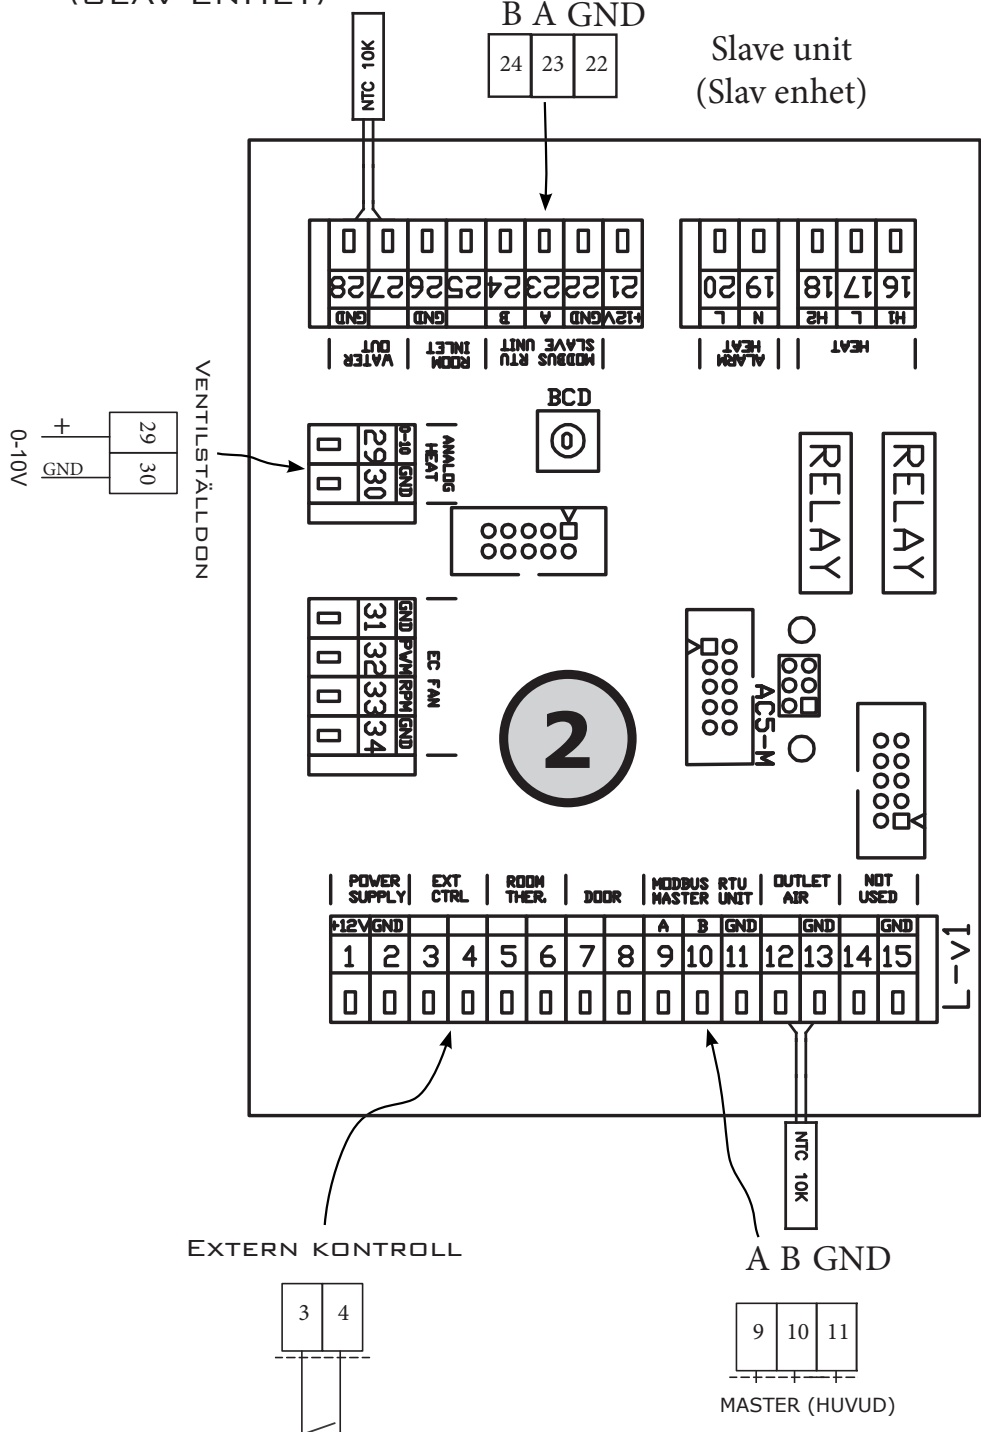 (SLAV ENHET)
B A GND
24 23 22
Slave unit
(Slav enhet)
NTC 10K
28 27 26 25 24 23 22 21
GND GND B A GND +12V
WATER OUT
ROOM INLET
MODBUS RTU SLAVE UNIT
20 19 18 17 16
L N H2 L H1
ALARM HEAT
HEAT
BCD
0
VENTILSTÄLLDON
29
30
+
GND
0-10V
29 30
0-10 GND
ANALOG HEAT
RELAY
RELAY
31 32 33 34
GND PWM RPM GND
EC FAN
2
AC5-M
POWER SUPPLY
EXT CTRL
ROOM THER.
DOOR
MODBUS RTU MASTER UNIT
OUTLET AIR
NOT USED
+12V GND A B GND GND GND
1 2 3 4 5 6 7 8 9 10 11 12 13 14 15
L-v1
NTC 10K
EXTERN KONTROLL
3 4
A B GND
9 10 11
MASTER (HUVUD)